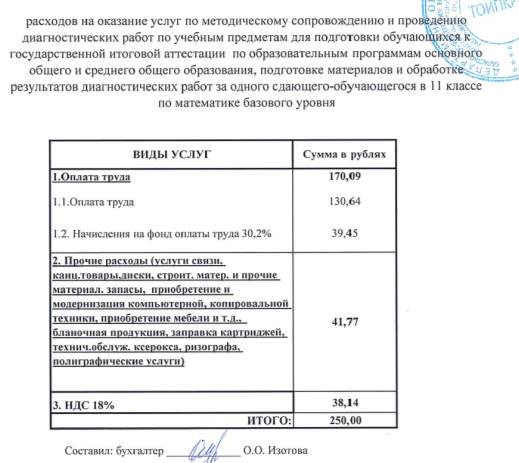 расходов на оказание услуг по методическому сопровождению и проведению
диагностических работ по учебным предметам для подготовки обучающихся к
государственной итоговой аттестации по образовательным программам основного
общего и среднего общего образования, подготовке материалов и обработке
результатов диагностических работ за одного сдающего-обучающегося в 11 классе
по математике базового уровня
ТОИПКР
ВИДЫ УСЛУГ Сумма в рублях
1.Оплата труда 170,09
1.1.Оплата труда 130,64
1.2. Начисления на фонд оплаты труда 30,2% 39,45
2. Прочие расходы (услуги связи,
канц.товары,диски, строит. матер. и прочие
материал. запасы, приобретение и
модернизация компьютерной, копировальной
техники, приобретение мебели и т.д.,
бланочная продукция, заправка картриджей,
технич.обслуж. ксерокса, ризографа,
полиграфические услуги) 41,77
3. НДС 18% 38,14
ИТОГО: 250,00
Составил: бухгалтер О.О. Изотова